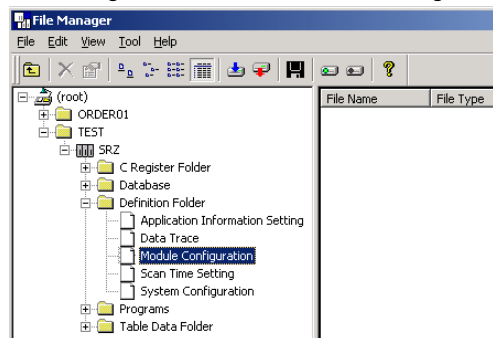 File Manager
File Edit View Tool Help
(root)
ORDER01
TEST
SRZ
C Register Folder
Database
Definition Folder
Application Information Setting
Data Trace
Module Configuration
Scan Time Setting
System Configuration
Programs
Table Data Folder
File Name File Type